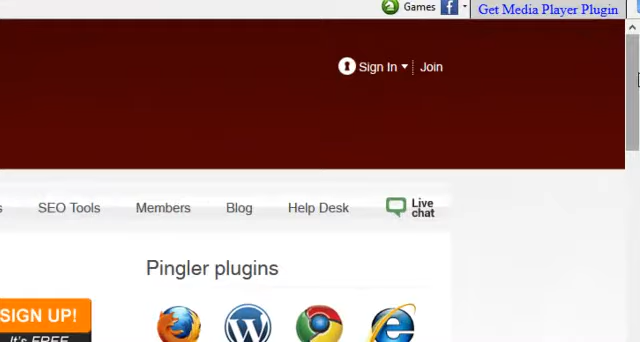 Games
Get Media Player Plugin
Sign In
Join
s
SEO Tools
Members
Blog
Help Desk
Live
chat
Pingler plugins
SIGN UP!
It's FREE